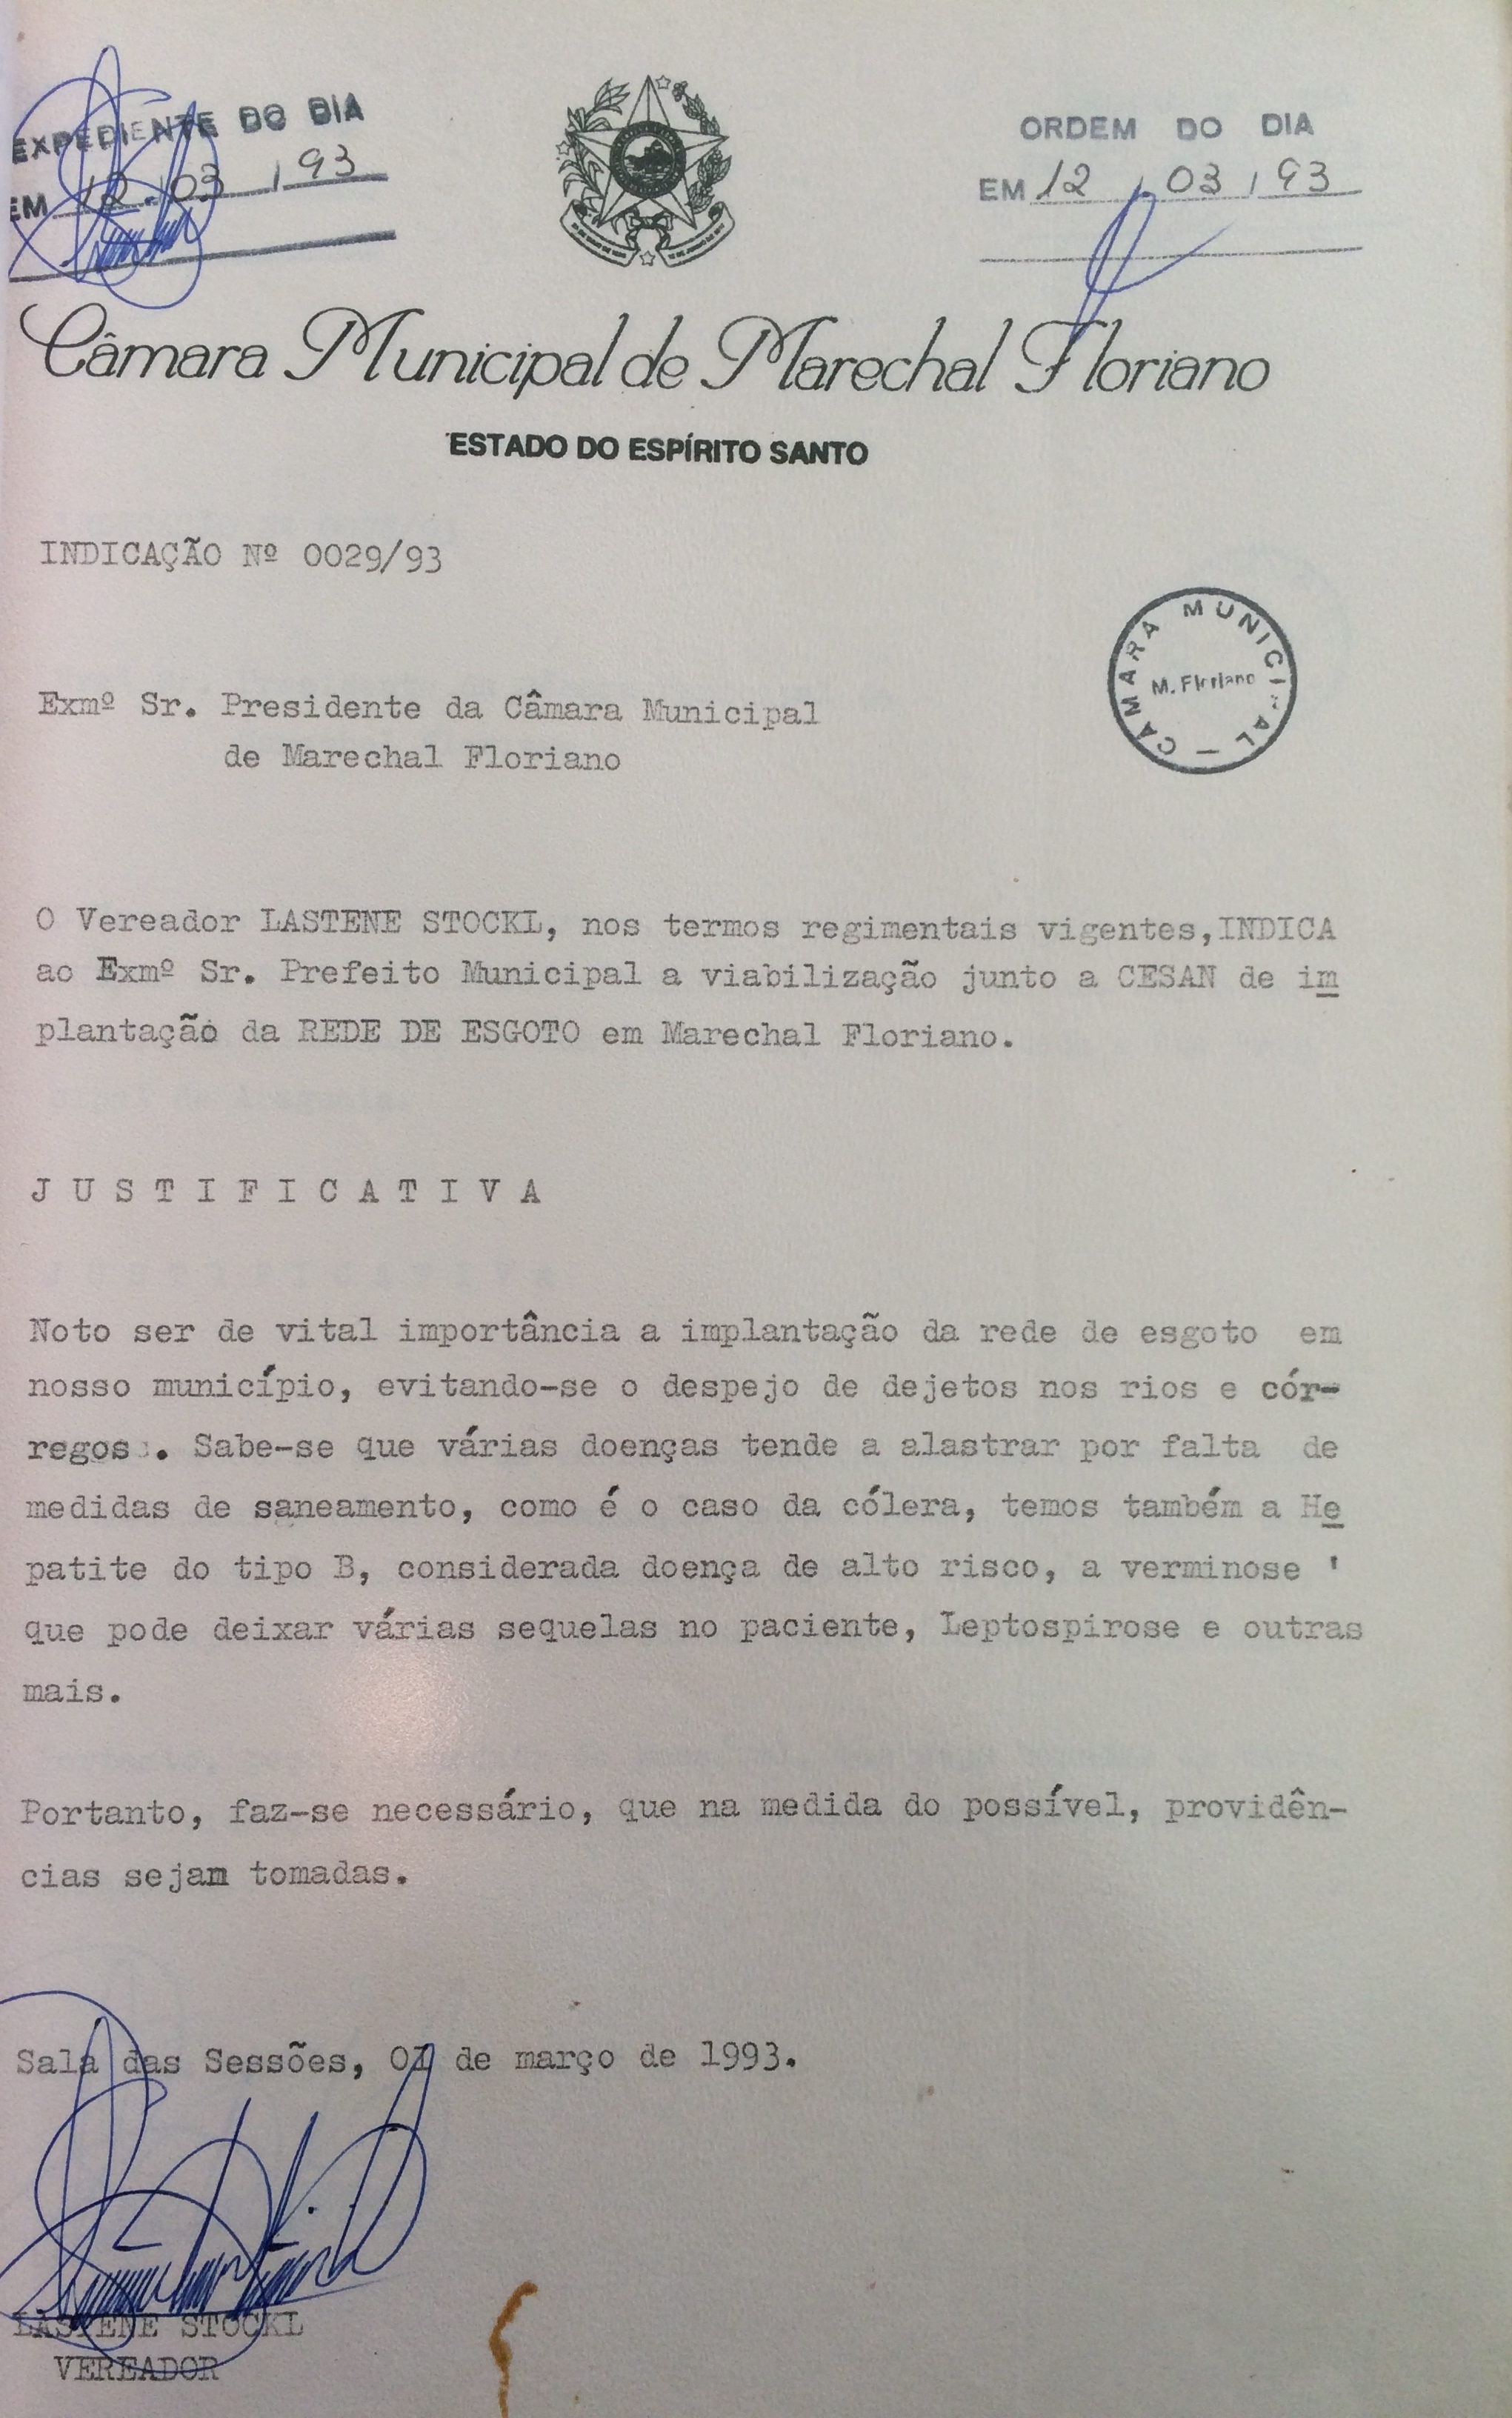 EXPEDIENTE DO DIA
EM 12.03/93
ORDEM DO DIA
EM 12.03/93
Câmara Municipal de Marechal Floriano
ESTADO DO ESPÍRITO SANTO
INDICAÇÃO Nº 0029/93
CAMARA MUNICIPAL —
M. Floriano
Exmº Sr. Presidente da Câmara Municipal
de Marechal Floriano
O Vereador LASTENE STOCKL, nos termos regimentais vigentes,INDICA
ao Exmº Sr. Prefeito Municipal a viabilização junto a CESAN de im
plantação da REDE DE ESGOTO em Marechal Floriano.
J U S T I F I C A T I V A
Noto ser de vital importância a implantação da rede de esgoto em
nosso município, evitando-se o despejo de dejetos nos rios e cór-
regos. Sabe-se que várias doenças tende a alastrar por falta de
medidas de saneamento, como é o caso da cólera, temos também a He
patite do tipo B, considerada doença de alto risco, a verminose '
que pode deixar várias sequelas no paciente, Leptospirose e outras
mais.
Portanto, faz-se necessário, que na medida do possível, providên-
cias sejam tomadas.
Sala das Sessões, 01 de março de 1993.
LASTENE STOCKL
VEREADOR